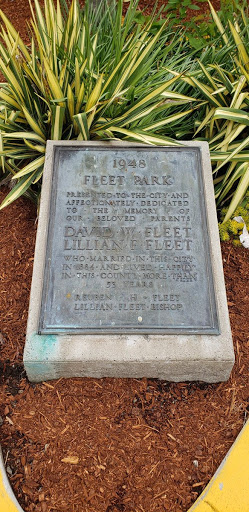 1948
FLEET PARK
PRESENTED TO THE CITY AND
AFFECTIONATELY DEDICATED
TO THE MEMORY OF
OUR BELOVED PARENTS
DAVID W. FLEET
LILLIAN F. FLEET
WHO MARRIED IN THIS CITY
IN 1884 AND LIVED HAPPILY
IN THIS COUNTY MORE THAN
53 YEARS
REUBEN H. FLEET
LILLIAN FLEET BISHOP